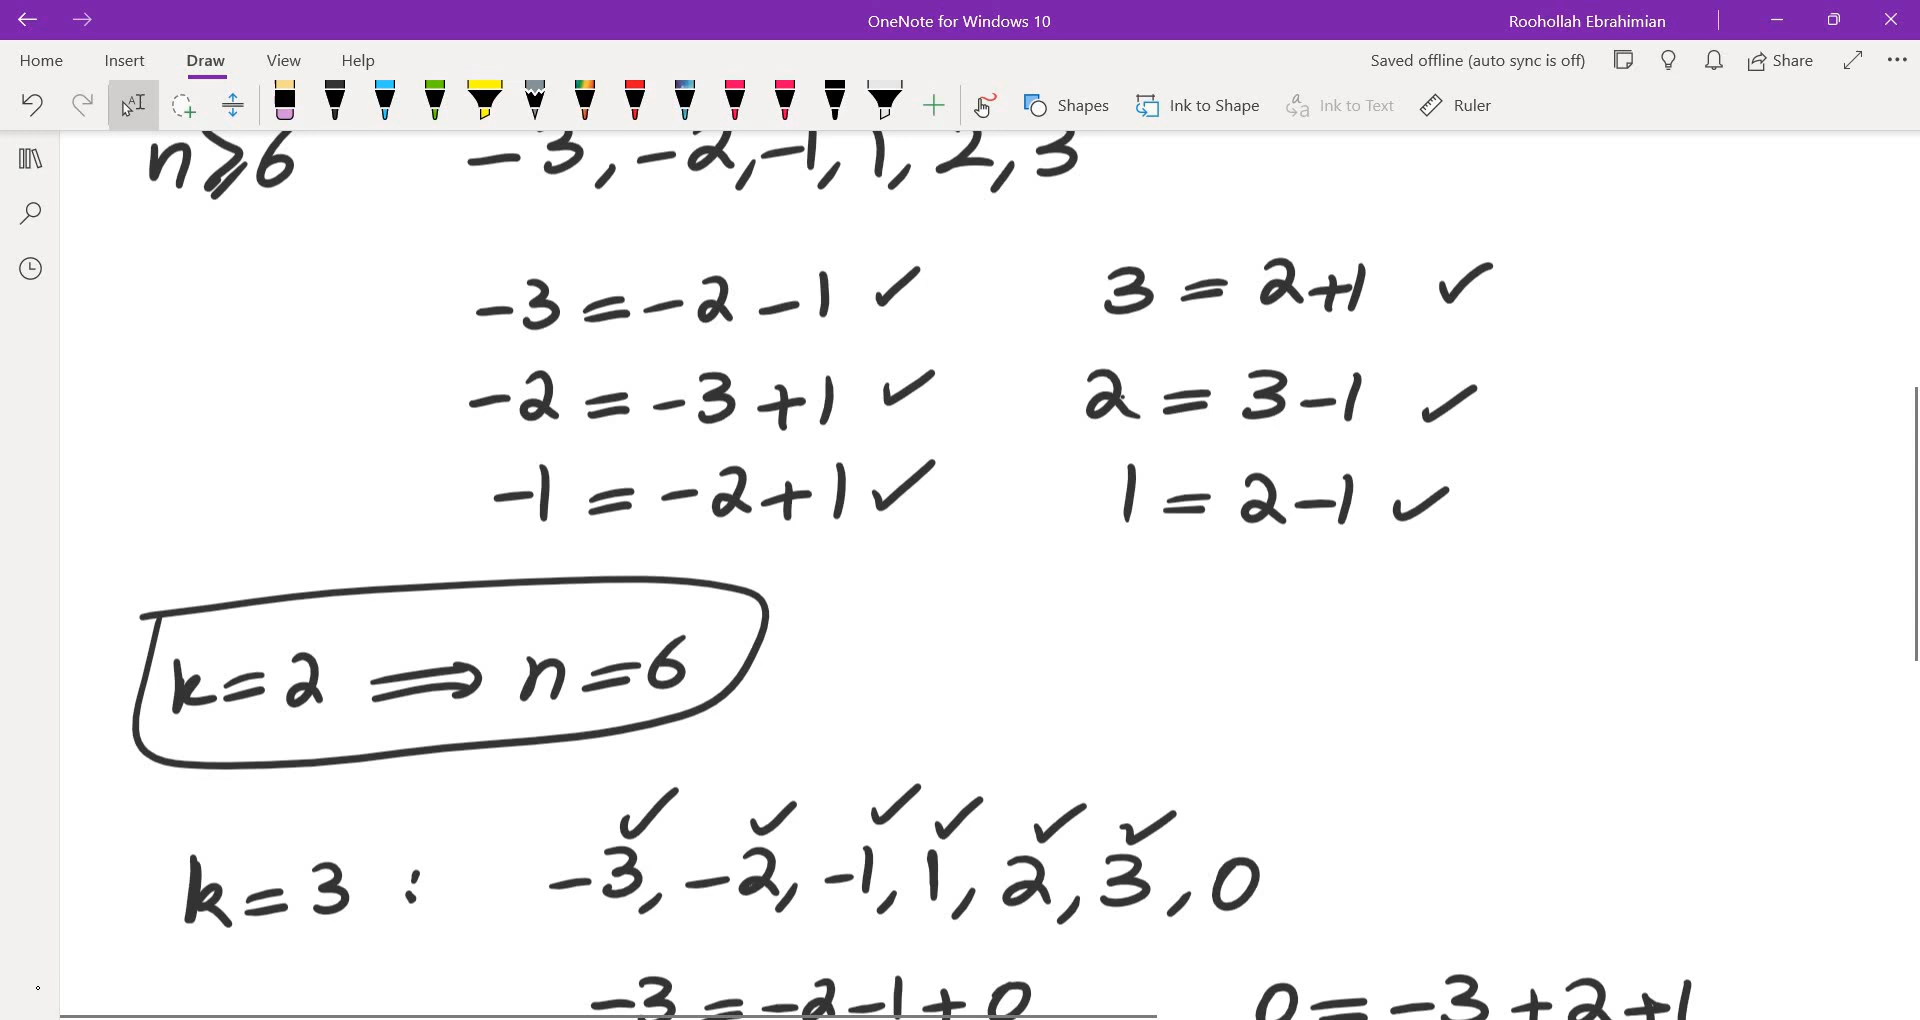 OneNote for Windows 10
Roohollah Ebrahimian
Home Insert Draw View Help
Saved offline (auto sync is off) Share
Shapes Ink to Shape Ink to Text Ruler
n⩾6 -3, -2, -1, 1, 2, 3
-3 = -2 - 1 ✓ 3 = 2+1 ✓
-2 = -3 + 1 ✓ 2 = 3-1 ✓
-1 = -2 + 1 ✓ 1 = 2-1 ✓
k=2 ⟹ n=6
✓ ✓ ✓ ✓ ✓ ✓
k=3 : -3, -2, -1, 1, 2, 3, 0
-3 = -2-1+0 0 = -3+2+1